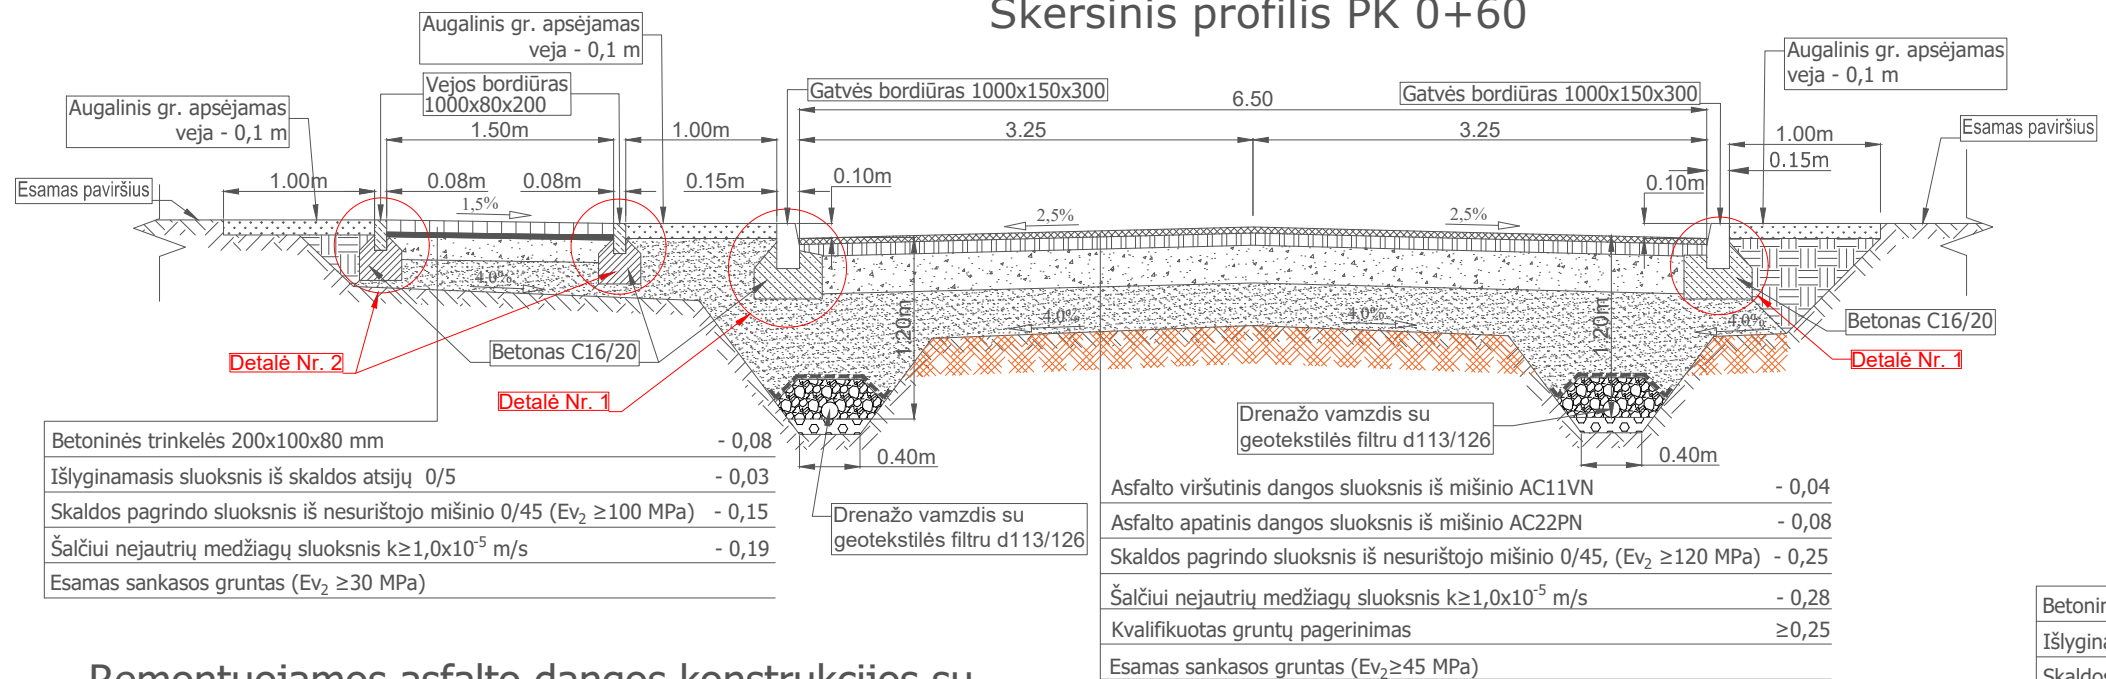 Skersinis profilis PK 0+60
Augalinis gr. apsėjamas
veja - 0,1 m
Augalinis gr. apsėjamas
veja - 0,1 m
Vejos bordiūras
1000x80x200
Gatvės bordiūras 1000x150x300
6.50
Gatvės bordiūras 1000x150x300
Augalinis gr. apsėjamas
veja - 0,1 m
1.50m
1.00m
3.25
3.25
1.00m
Esamas paviršius
Esamas paviršius
1.00m
0.08m
0.08m
0.15m
0.10m
0.10m
0.15m
1,5%
2,5%
2,5%
4,0%
4,0%
4,0%
4,0%
1.20m
1.20m
Betonas C16/20
Betonas C16/20
Detalė Nr. 2
Detalė Nr. 1
Detalė Nr. 1
0.40m
0.40m
Drenažo vamzdis su
geotekstilės filtru d113/126
Drenažo vamzdis su
geotekstilės filtru d113/126
Betoninės trinkelės 200x100x80 mm - 0,08
Išlyginamasis sluoksnis iš skaldos atsijų 0/5 - 0,03
Skaldos pagrindo sluoksnis iš nesurištojo mišinio 0/45 (Ev₂ ≥100 MPa) - 0,15
Šalčiui nejautrių medžiagų sluoksnis k≥1,0x10⁻⁵ m/s - 0,19
Esamas sankasos gruntas (Ev₂ ≥30 MPa)
Asfalto viršutinis dangos sluoksnis iš mišinio AC11VN - 0,04
Asfalto apatinis dangos sluoksnis iš mišinio AC22PN - 0,08
Skaldos pagrindo sluoksnis iš nesurištojo mišinio 0/45, (Ev₂ ≥120 MPa) - 0,25
Šalčiui nejautrių medžiagų sluoksnis k≥1,0x10⁻⁵ m/s - 0,28
Kvalifikuotas gruntų pagerinimas ≥0,25
Esamas sankasos gruntas (Ev₂≥45 MPa)
Remontuojamos asfalto dangos konstrukcijos su
Betonin
Išlygina
Skaldos